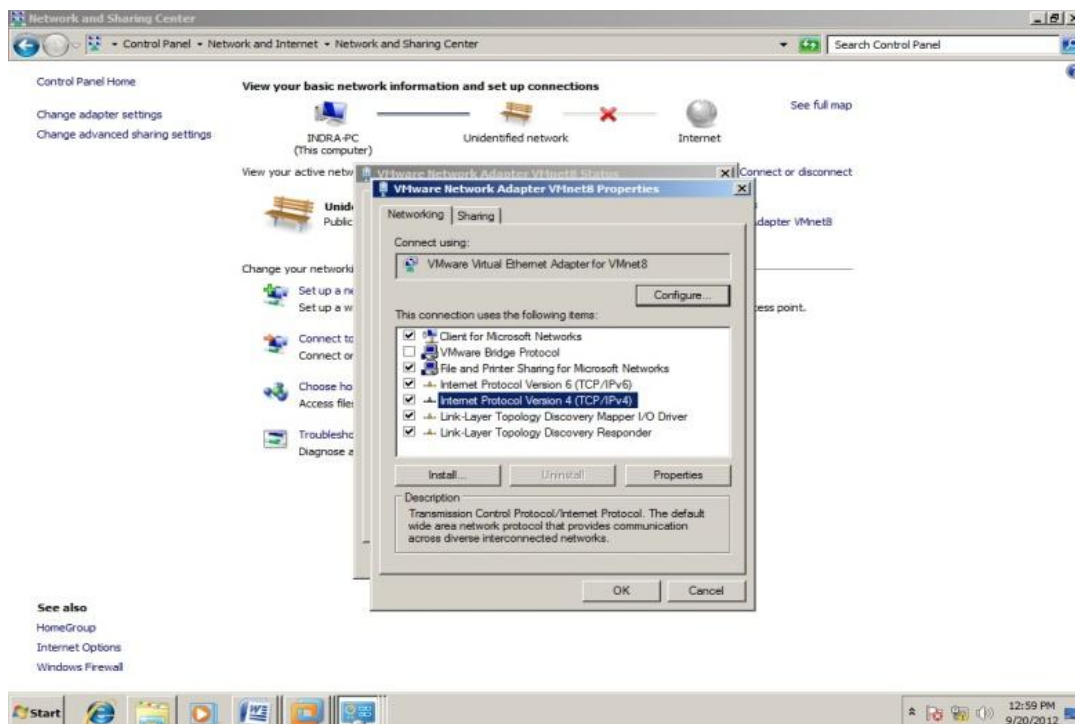 Network and Sharing Center
Control Panel Network and Internet Network and Sharing Center
Search Control Panel
Control Panel Home
Change adapter settings
Change advanced sharing settings
See also
HomeGroup
Internet Options
Windows Firewall
View your basic network information and set up connections
See full map
INDRA-PC
(This computer)
Unidentified network
Internet
View your active netw
Connect or disconnect
Unid
Public
dapter VMnet8
Change your networki
Set up a
Set up a w
Connect to
Connect or
Choose ho
Access file
Diagnose a
VMware Network Adapter VMnet8 Status
VMware Network Adapter VMnet8 Properties
Networking
Sharing
Connect using:
VMware Virtual Ethernet Adapter for VMnet8
Configure...
This connection uses the following items:
Client for Microsoft Networks
VMware Bridge Protocol
File and Printer Sharing for Microsoft Networks
Internet Protocol Version 6 (TCP/IPv6)
Internet Protocol Version 4 (TCP/IPv4)
Link-Layer Topology Discovery Mapper I/O Driver
Link-Layer Topology Discovery Responder
Install...
Uninstall
Properties
Description
Transmission Control Protocol/Internet Protocol. The default
wide area network protocol that provides communication
across diverse interconnected networks.
OK
Cancel
ess point.
Start
12:59 PM
9/20/2012